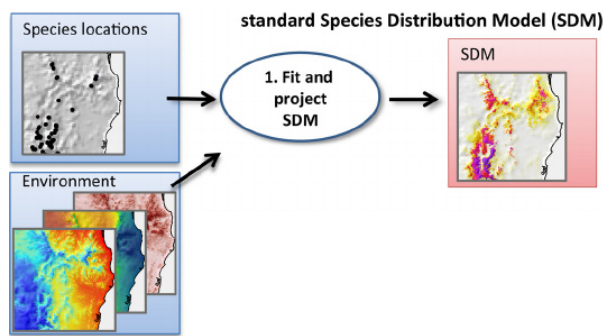 standard Species Distribution Model (SDM)
Species locations
1. Fit and
project
SDM
SDM
Environment